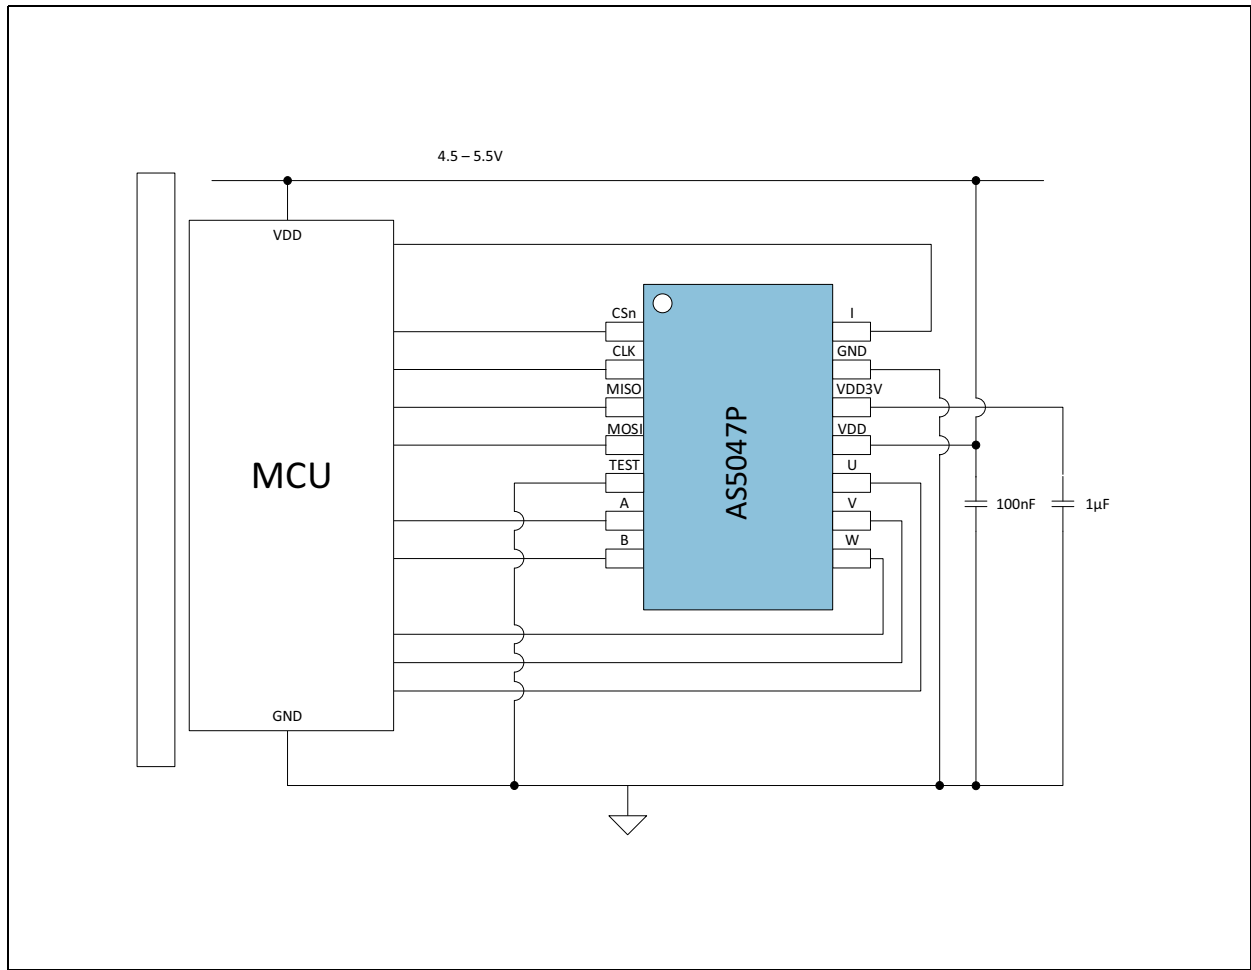 4.5 – 5.5V
VDD
MCU
GND
CSn
CLK
MISO
MOSI
TEST
A
B
AS5047P
I
GND
VDD3V
VDD
U
V
W
100nF
1µF